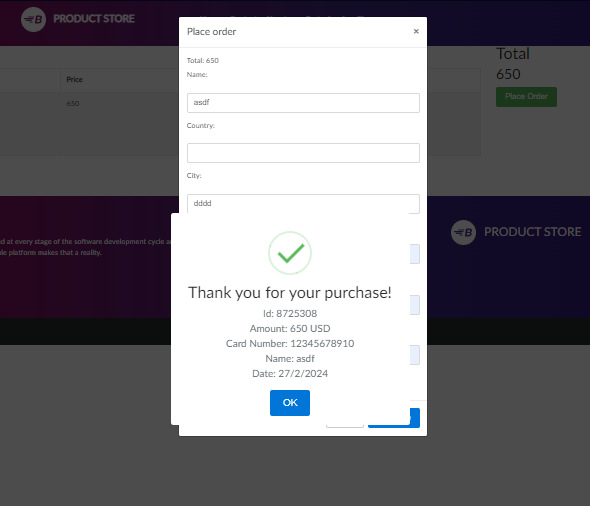 PRODUCT STORE
Place order
×
Total: 650
Name:
asdf
Country:
City:
dddd
Price
650
Total
650
Place Order
d at every stage of the software development cycle a
le platform makes that a reality.
PRODUCT STORE
Thank you for your purchase!
Id: 8725308
Amount: 650 USD
Card Number: 12345678910
Name: asdf
Date: 27/2/2024
OK